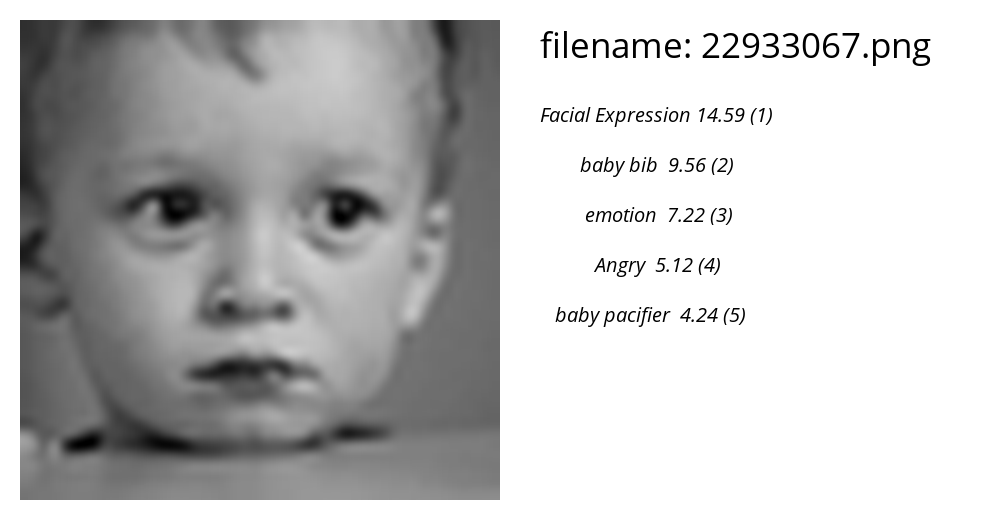 filename: 22933067.png
Facial Expression 14.59 (1)
baby bib 9.56 (2)
emotion 7.22 (3)
Angry 5.12 (4)
baby pacifier 4.24 (5)